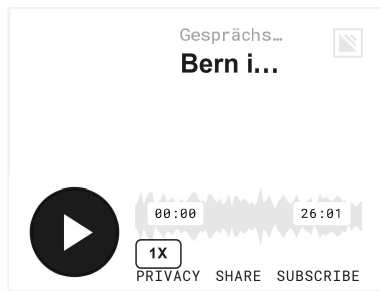 Gesprächs…
Bern i…
00:00
26:01
1X
PRIVACY SHARE SUBSCRIBE